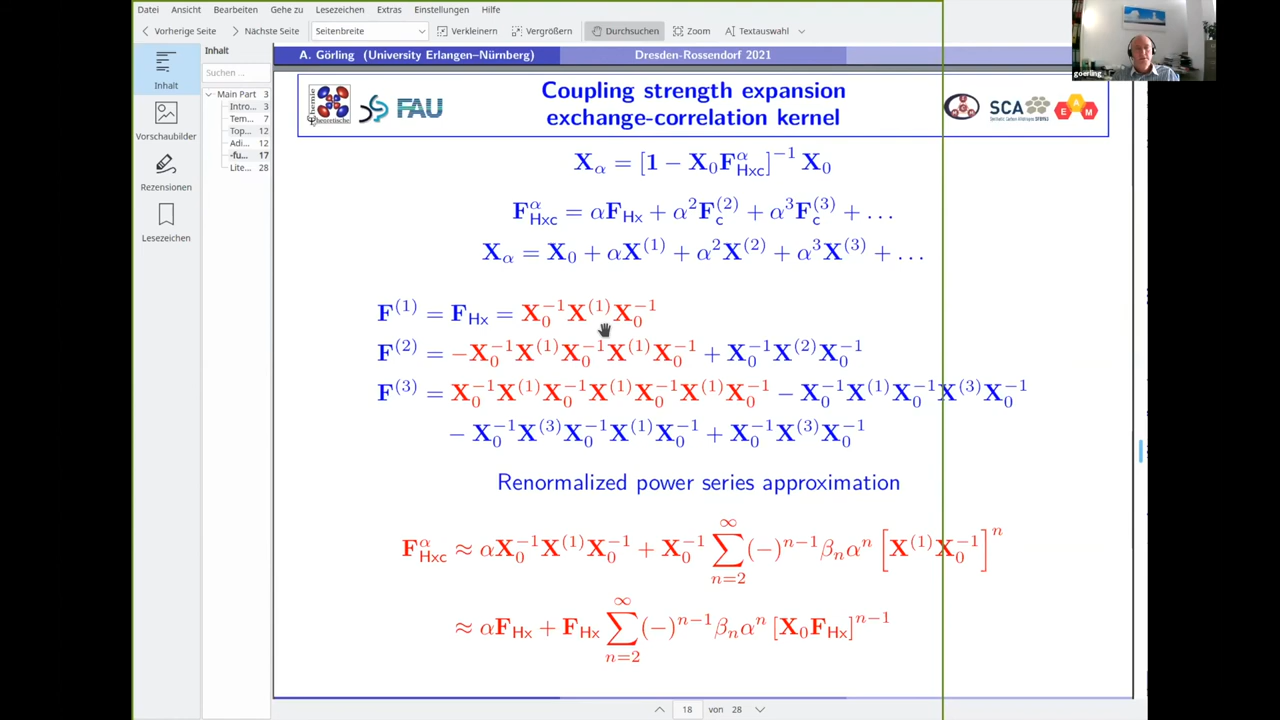 Datei Ansicht Bearbeiten Gehe zu Lesezeichen Extras Einstellungen Hilfe
Vorherige Seite Nächste Seite Seitenbreite Verkleinern Vergrößern Durchsuchen Zoom Textauswahl
goerling
Inhalt
Suchen ...
Inhalt
Vorschaubilder
Rezensionen
Lesezeichen
Main Part 3
Intro... 3
Tem... 7
Top... 12
Adi... 12
-fu... 17
Lite... 28
A. Görling (University Erlangen–Nürnberg) Dresden-Rossendorf 2021
FAU
SCA
EAM
Coupling strength expansion
exchange-correlation kernel
X_α = [1 − X_0 F^α_Hxc]^{−1} X_0
F^α_Hxc = αF_Hx + α^2 F_c^(2) + α^3 F_c^(3) + ...
X_α = X_0 + αX^(1) + α^2 X^(2) + α^3 X^(3) + ...
F^(1) = F_Hx = X_0^{−1} X^(1) X_0^{−1}
F^(2) = −X_0^{−1} X^(1) X_0^{−1} X^(1) X_0^{−1} + X_0^{−1} X^(2) X_0^{−1}
F^(3) = X_0^{−1} X^(1) X_0^{−1} X^(1) X_0^{−1} X^(1) X_0^{−1} − X_0^{−1} X^(1) X_0^{−1} X^(3) X_0^{−1}
− X_0^{−1} X^(3) X_0^{−1} X^(1) X_0^{−1} + X_0^{−1} X^(3) X_0^{−1}
Renormalized power series approximation
F^α_Hxc ≈ αX_0^{−1} X^(1) X_0^{−1} + X_0^{−1} ∑_{n=2}^{∞} (−)^{n−1} β_n α^n [X^(1) X_0^{−1}]^n
≈ αF_Hx + F_Hx ∑_{n=2}^{∞} (−)^{n−1} β_n α^n [X_0 F_Hx]^{n−1}
18 von 28